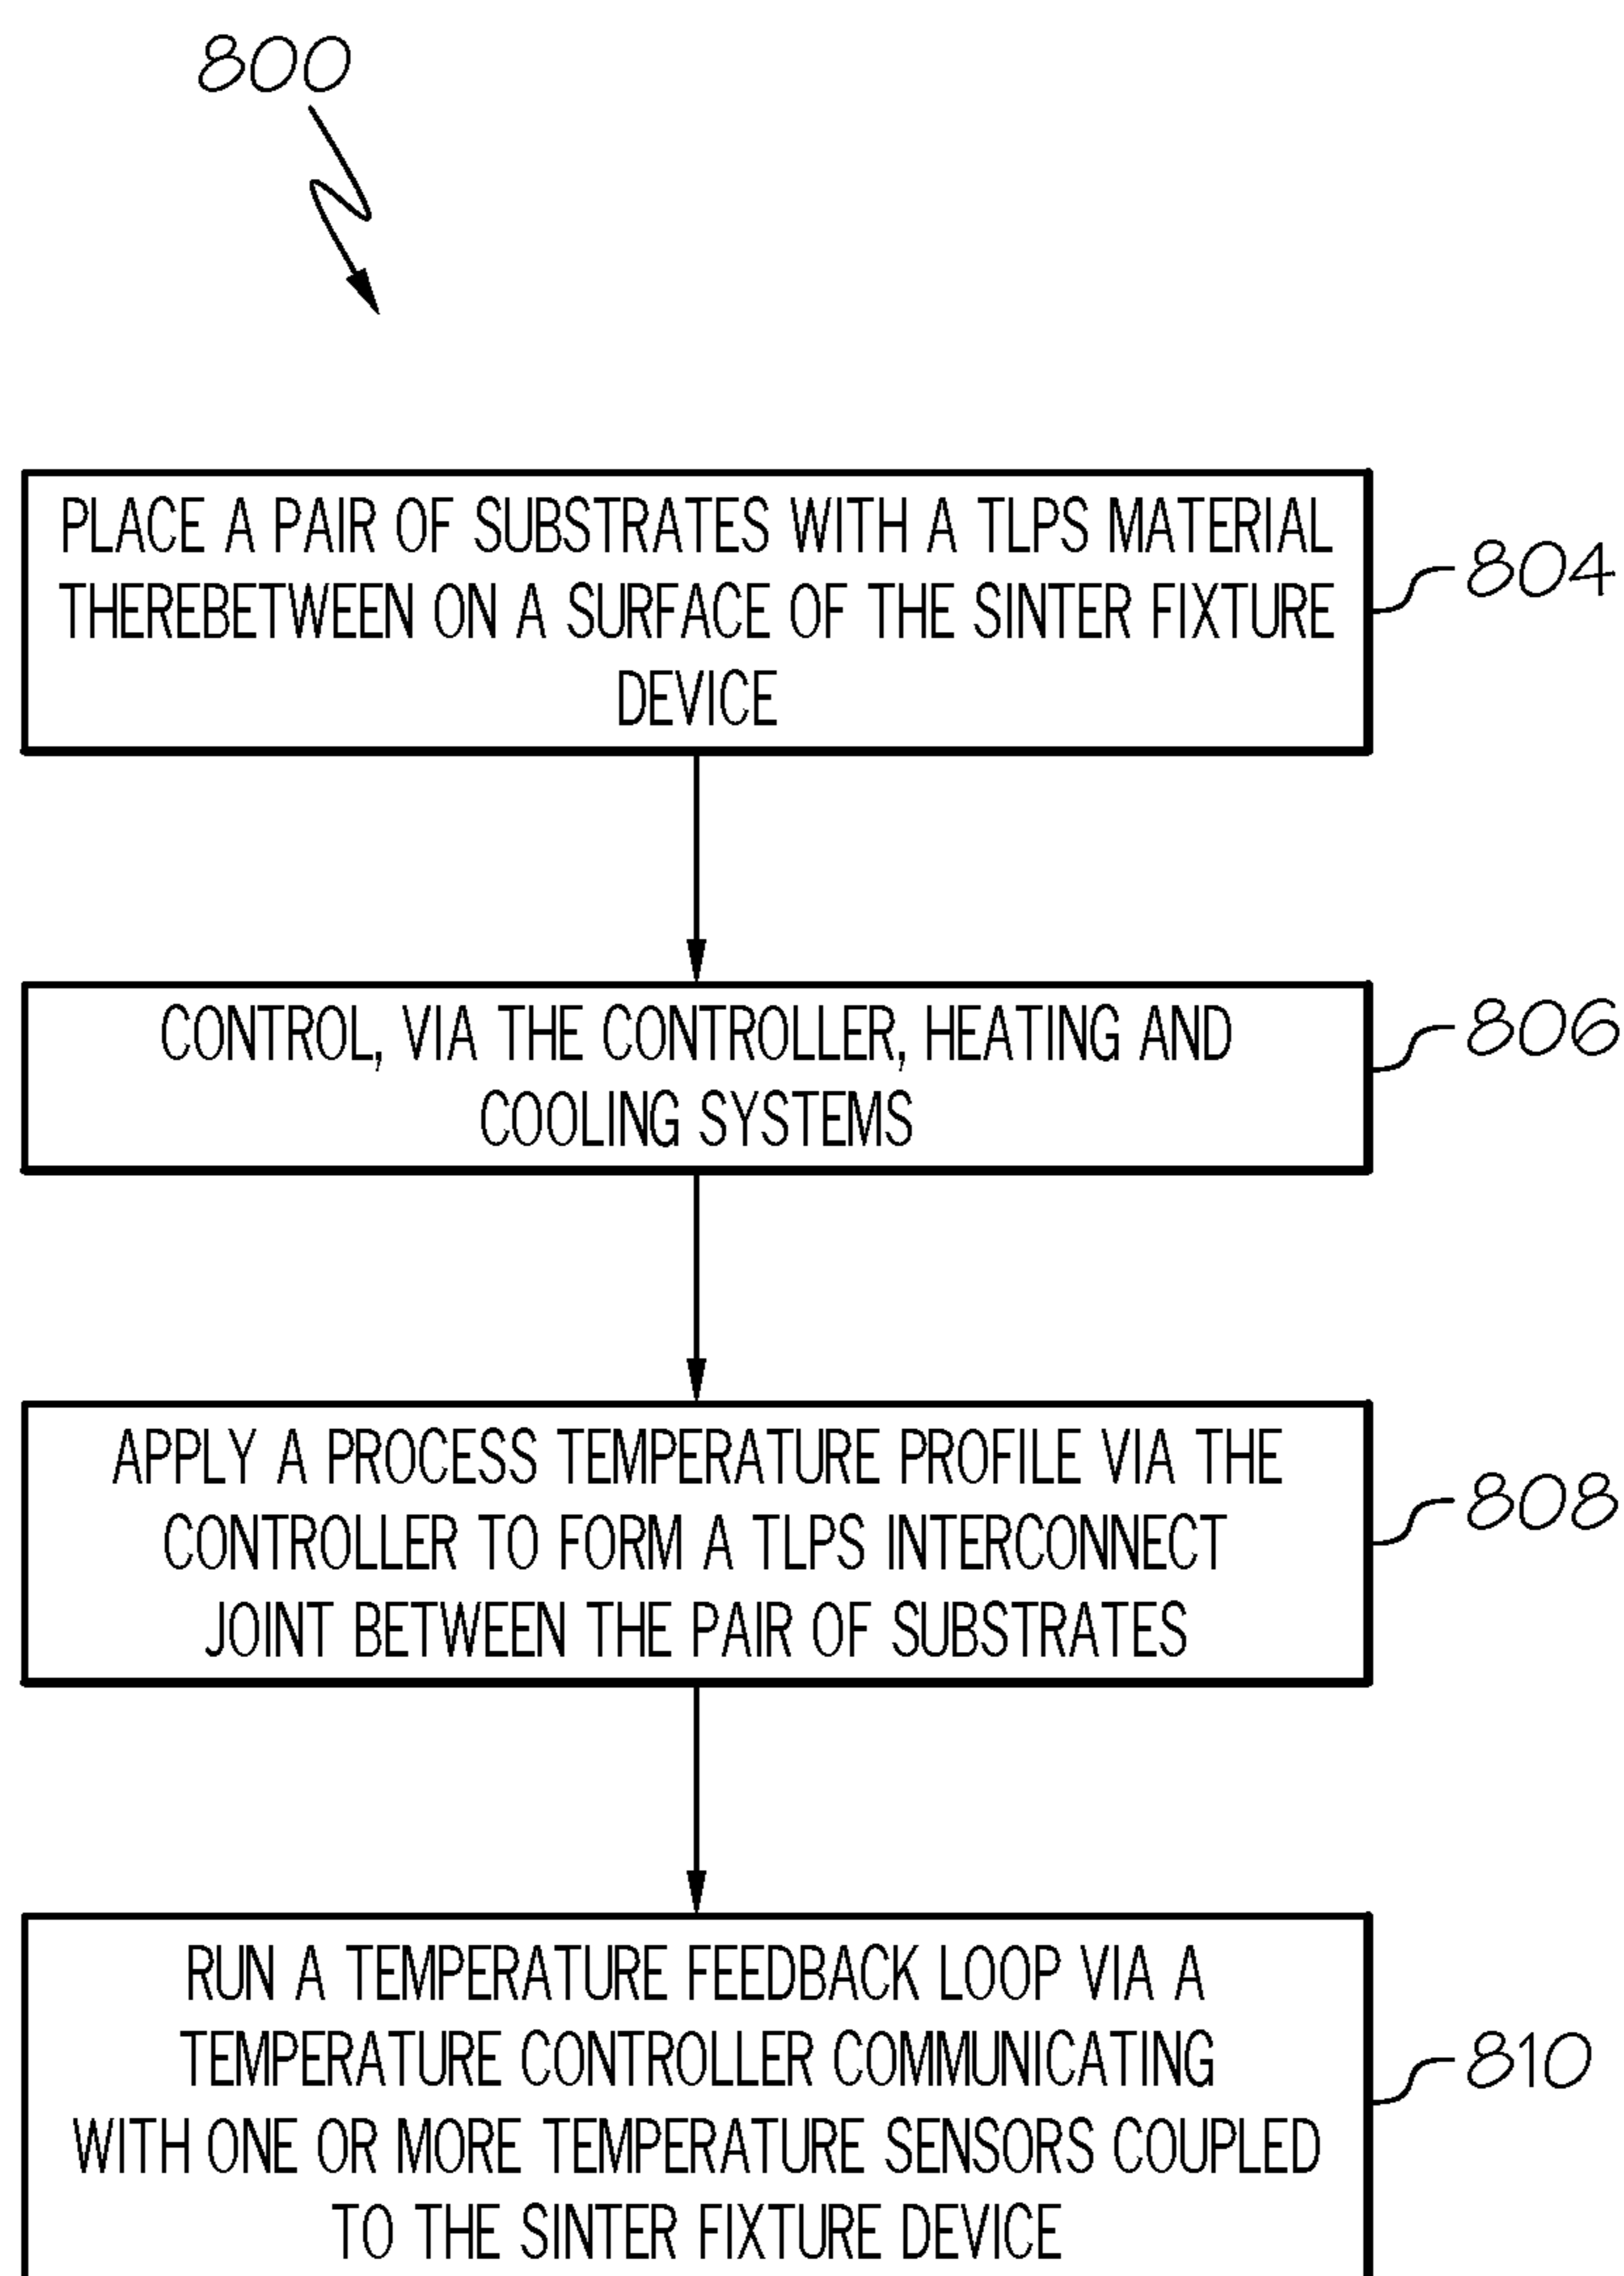 800
PLACE A PAIR OF SUBSTRATES WITH A TLPS MATERIAL
THEREBETWEEN ON A SURFACE OF THE SINTER FIXTURE
DEVICE
804
CONTROL, VIA THE CONTROLLER, HEATING AND
COOLING SYSTEMS
806
APPLY A PROCESS TEMPERATURE PROFILE VIA THE
CONTROLLER TO FORM A TLPS INTERCONNECT
JOINT BETWEEN THE PAIR OF SUBSTRATES
808
RUN A TEMPERATURE FEEDBACK LOOP VIA A
TEMPERATURE CONTROLLER COMMUNICATING
WITH ONE OR MORE TEMPERATURE SENSORS COUPLED
TO THE SINTER FIXTURE DEVICE
810